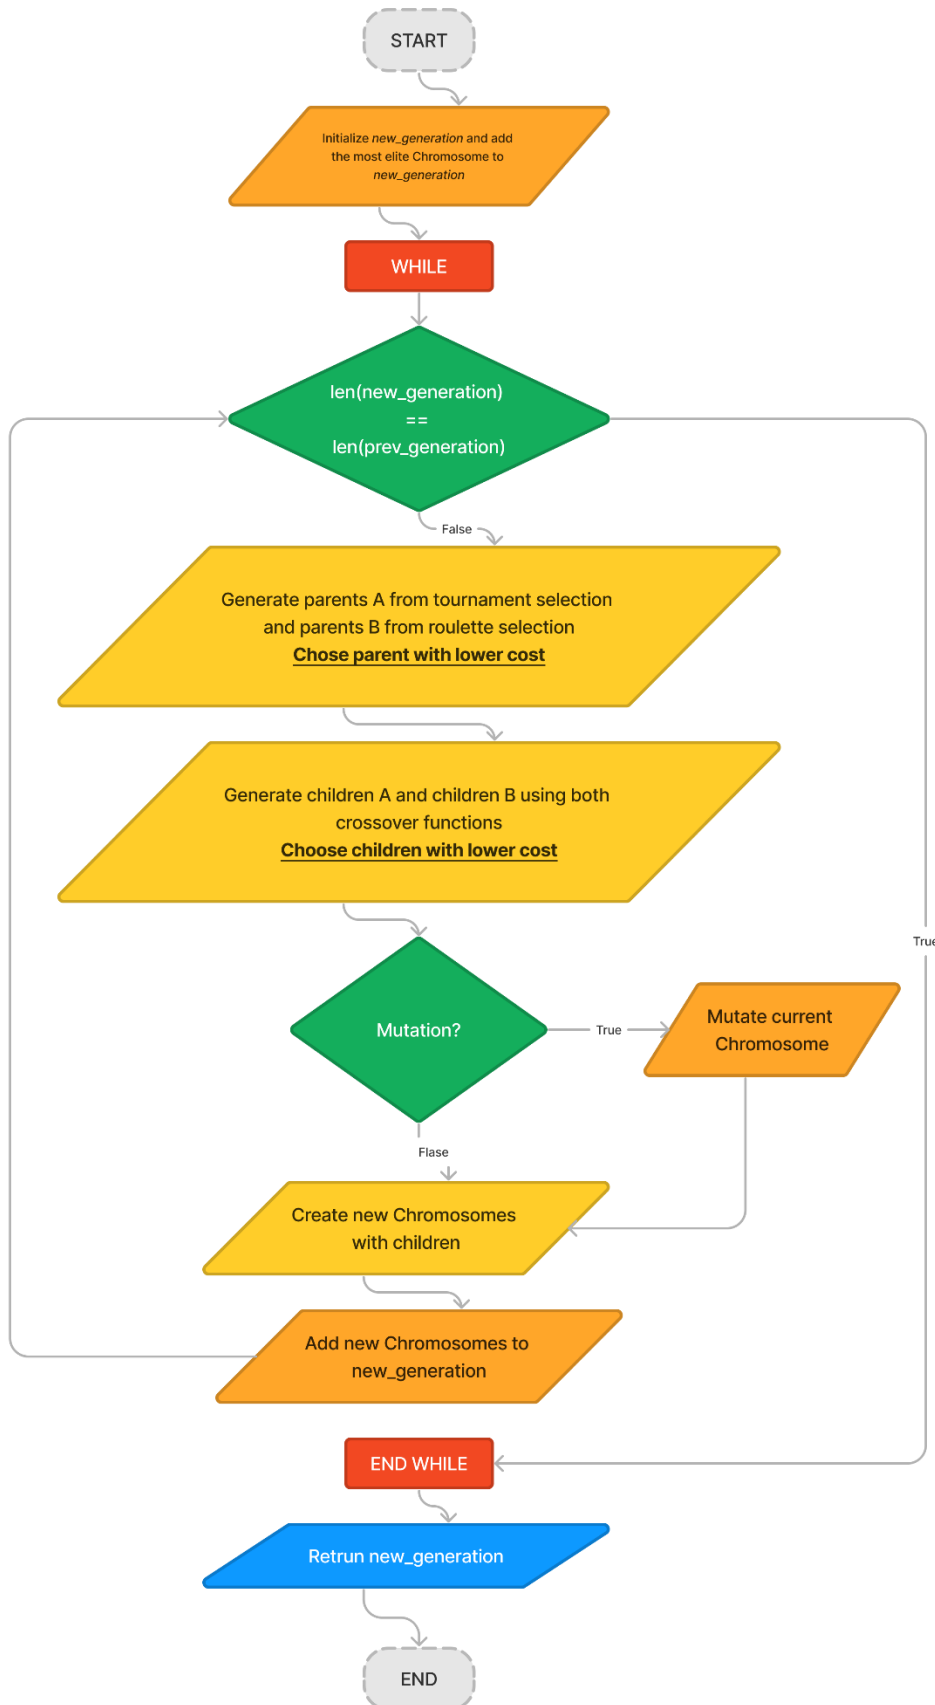 START
Initialize new_generation and add
the most elite Chromosome to
new_generation
WHILE
len(new_generation)
==
len(prev_generation)
False
Generate parents A from tournament selection
and parents B from roulette selection
Chose parent with lower cost
Generate children A and children B using both
crossover functions
Choose children with lower cost
True
Mutation?
True
Mutate current
Chromosome
Flase
Create new Chromosomes
with children
Add new Chromosomes to
new_generation
END WHILE
Retrun new_generation
END